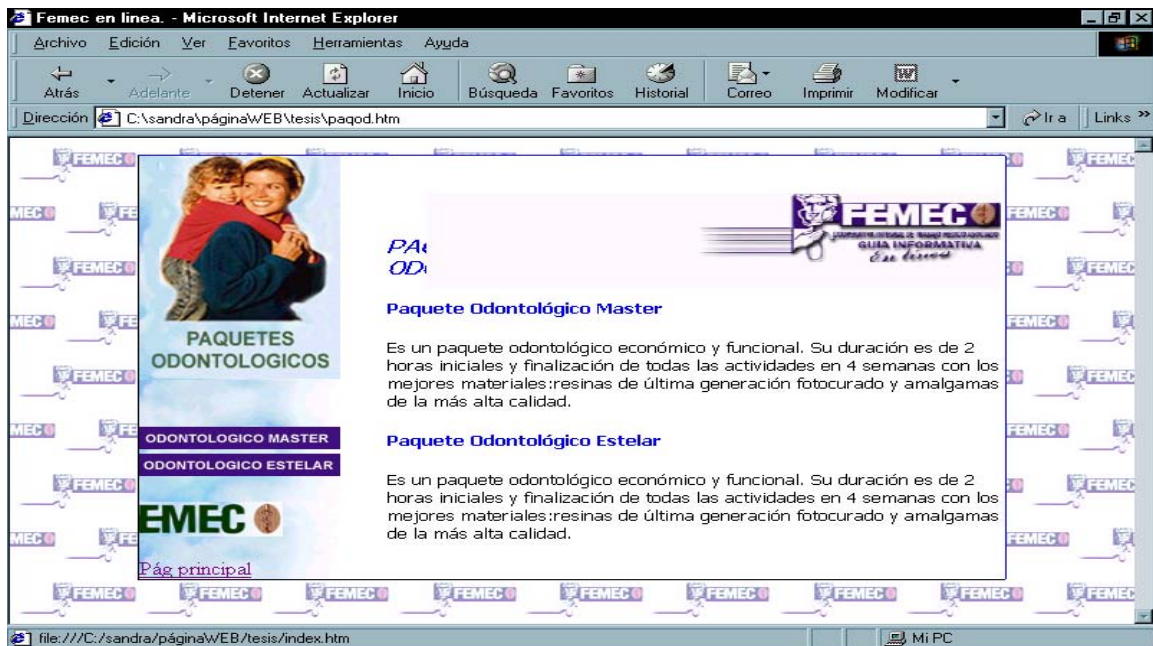 Femec en linea. - Microsoft Internet Explorer
Archivo Edición Ver Favoritos Herramientas Ayuda
Atrás Adelante Detener Actualizar Inicio Búsqueda Favoritos Historial Correo Imprimir Modificar
Dirección C:\sandra\páginaWEB\tesis\paqod.htm Ir a Links »
FEMEC
GUIA INFORMATIVA
En linea
PA
OD
PAQUETES
ODONTOLOGICOS
ODONTOLOGICO MASTER
ODONTOLOGICO ESTELAR
EMEC
Pág principal
Paquete Odontológico Master
Es un paquete odontológico económico y funcional. Su duración es de 2
horas iniciales y finalización de todas las actividades en 4 semanas con los
mejores materiales:resinas de última generación fotocurado y amalgamas
de la más alta calidad.
Paquete Odontológico Estelar
Es un paquete odontológico económico y funcional. Su duración es de 2
horas iniciales y finalización de todas las actividades en 4 semanas con los
mejores materiales:resinas de última generación fotocurado y amalgamas
de la más alta calidad.
file:///C:/sandra/páginaWEB/tesis/index.htm Mi PC